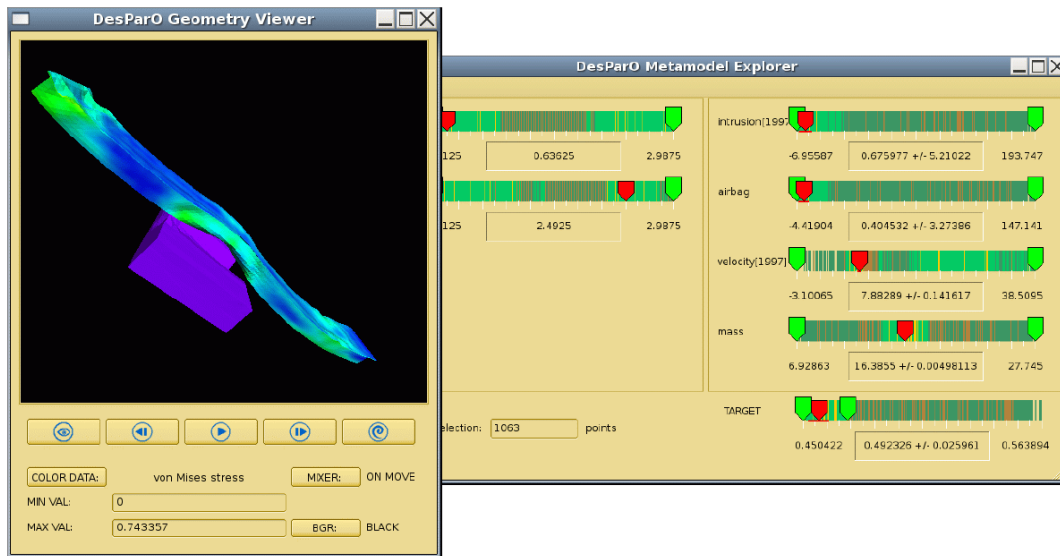 DesParO Geometry Viewer
COLOR DATA:
von Mises stress
MIXER:
ON MOVE
MIN VAL:
0
MAX VAL:
0.743357
BGR:
BLACK
DesParO Metamodel Explorer
125
0.63625
2.9875
125
2.4925
2.9875
election:
1063
points
intrusion[1997
-6.95587
0.675977 +/- 5.21022
193.747
airbag
-4.41904
0.404532 +/- 3.27386
147.141
velocity[1997]
-3.10065
7.88289 +/- 0.141617
38.5095
mass
6.92863
16.3855 +/- 0.00498113
27.745
TARGET
0.450422
0.492326 +/- 0.025961
0.563894